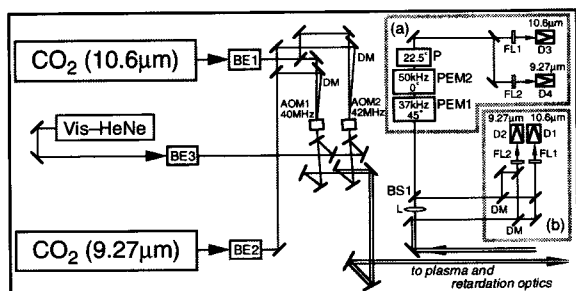 CO2 (10.6μm)
BE1
Vis–HeNe
BE3
CO2 (9.27μm)
BE2
DM
DM
AOM1
40MHz
AOM2
42MHz
(a)
22.5°
P
50kHz
0°
PEM2
37kHz
45°
PEM1
FL1
10.6μm
D3
9.27μm
FL2
D4
9.27μm
10.6μm
D2
D1
FL2
FL1
BS1
L
DM
DM
(b)
to plasma and
retardation optics